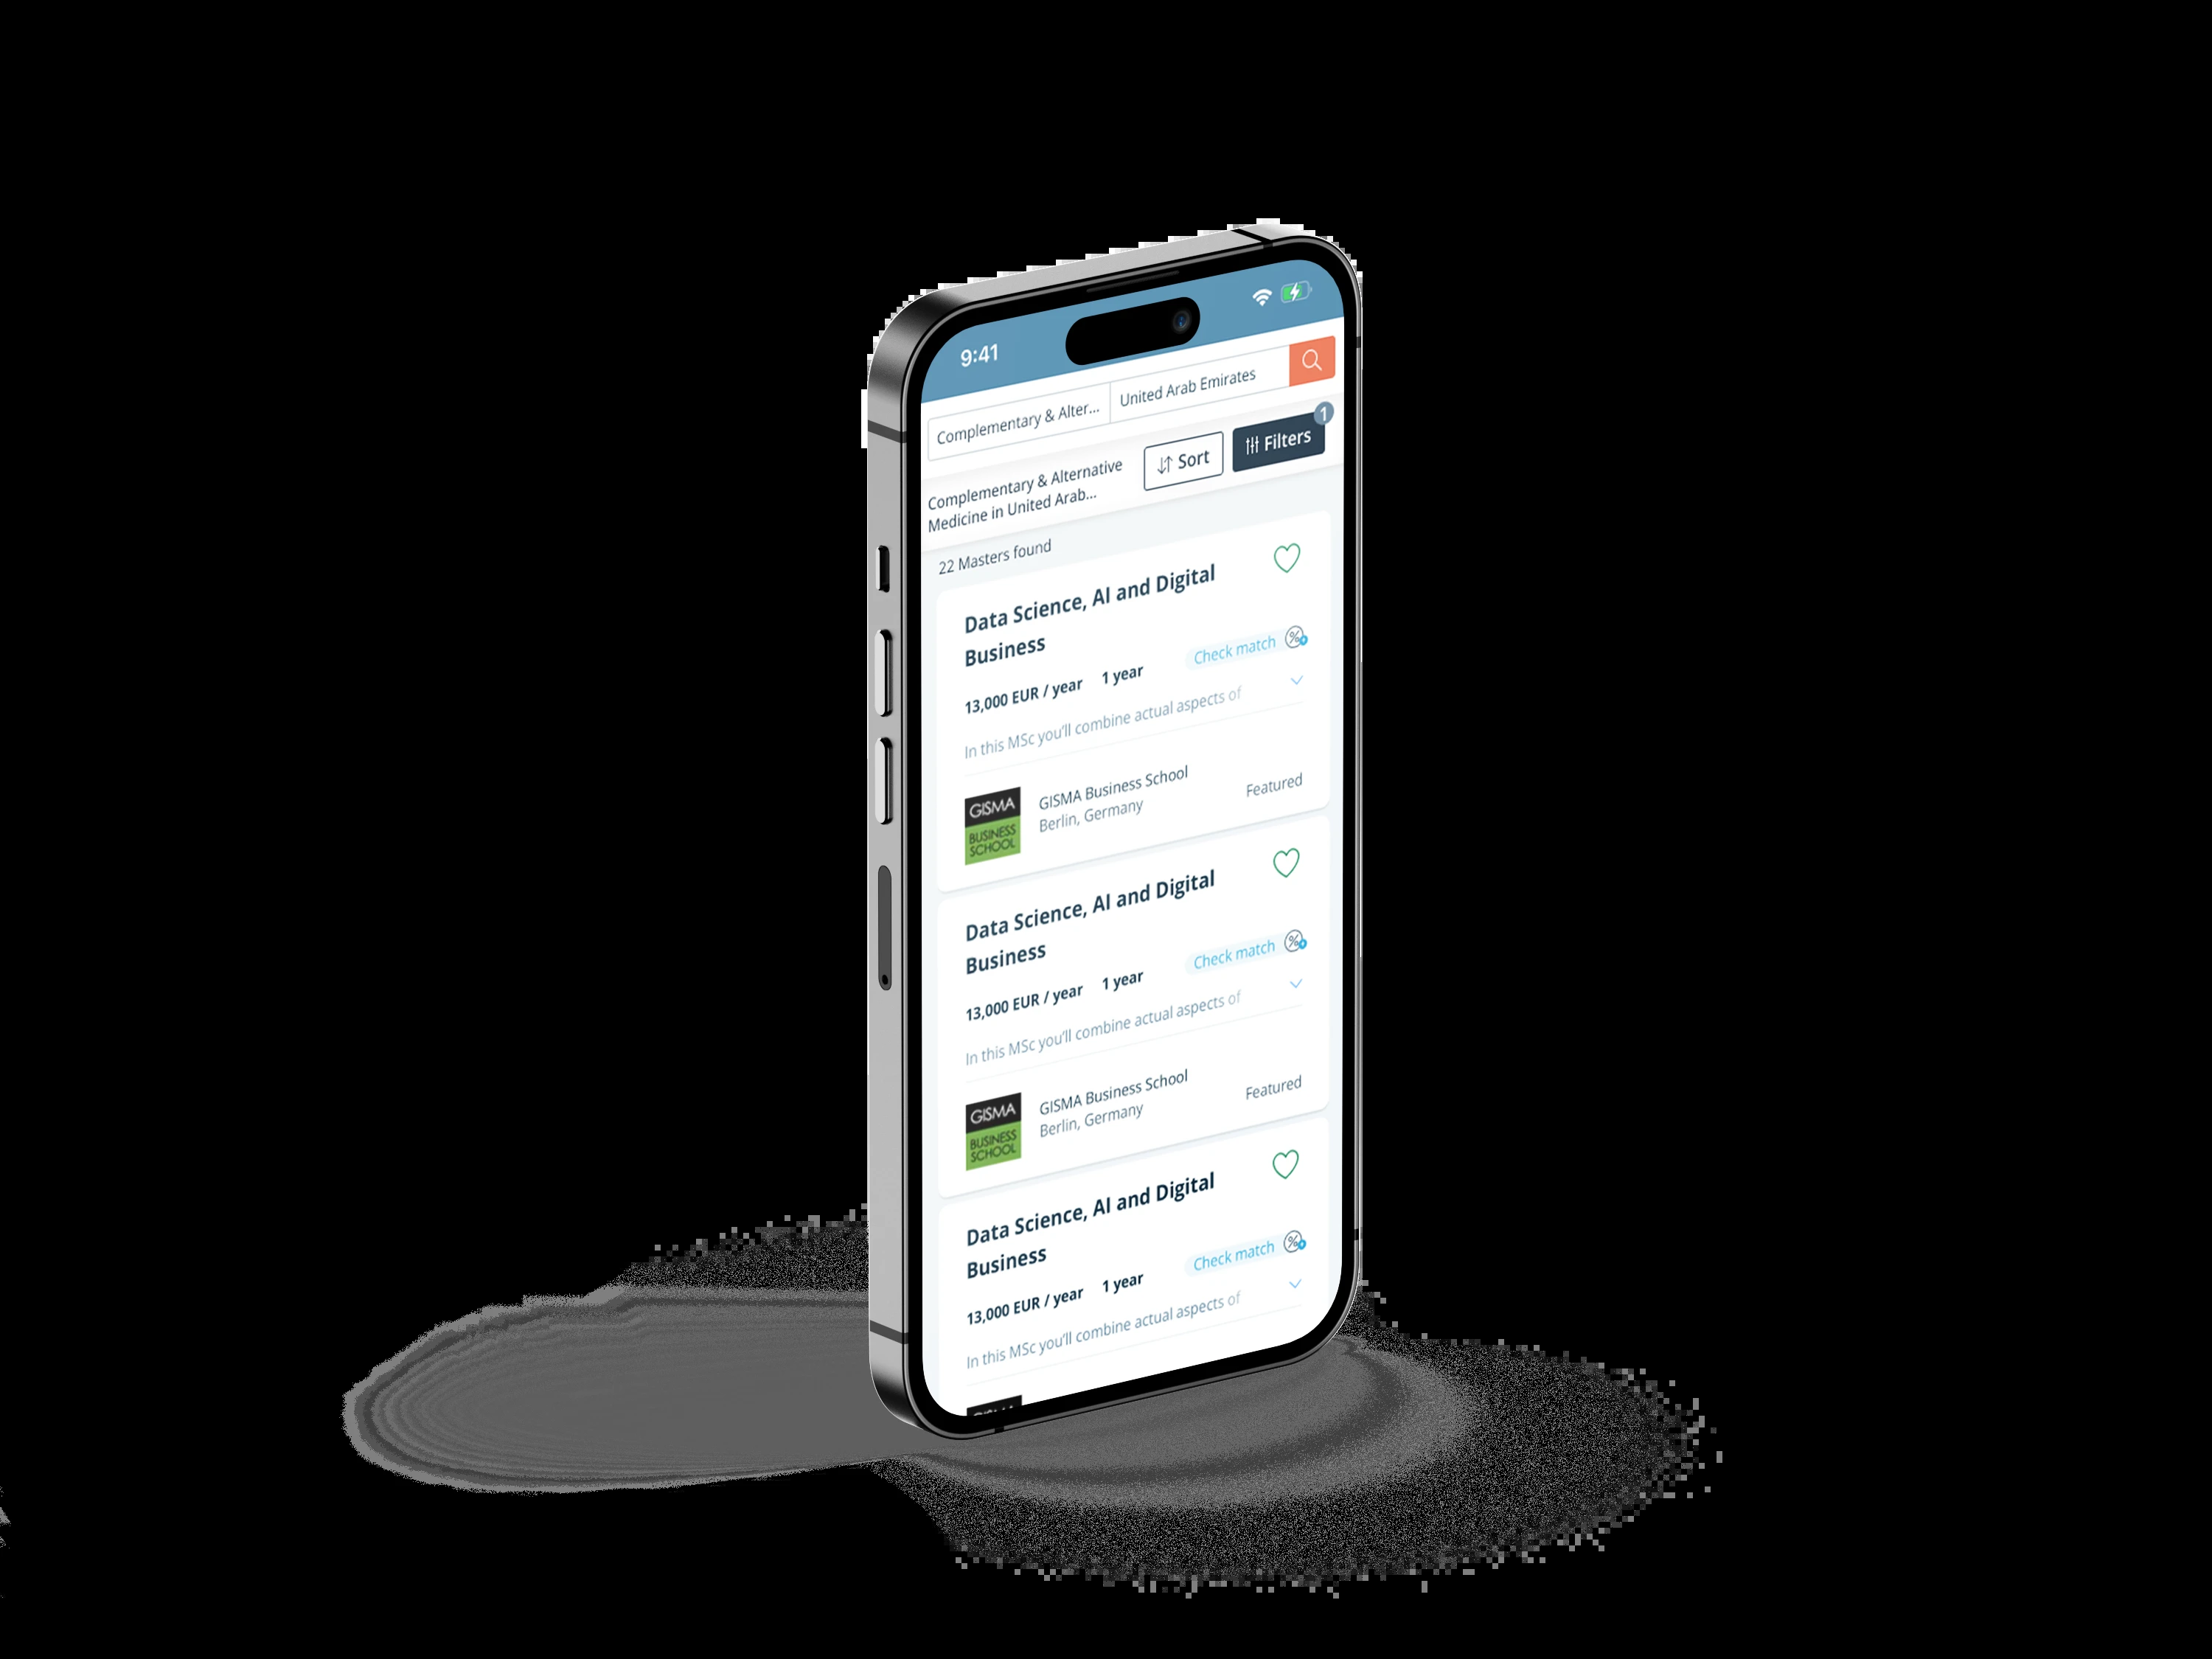 9:41
Complementary & Alter...
United Arab Emirates
1
Complementary & Alternative
Medicine in United Arab...
Sort
Filters
22 Masters found
Data Science, AI and Digital
Business
13,000 EUR / year
1 year
Check match
In this MSc you'll combine actual aspects of
GISMA
BUSINESS
SCHOOL
GISMA Business School
Berlin, Germany
Featured
Data Science, AI and Digital
Business
13,000 EUR / year
1 year
Check match
In this MSc you'll combine actual aspects of
GISMA
BUSINESS
SCHOOL
GISMA Business School
Berlin, Germany
Featured
Data Science, AI and Digital
Business
13,000 EUR / year
1 year
Check match
In this MSc you'll combine actual aspects of